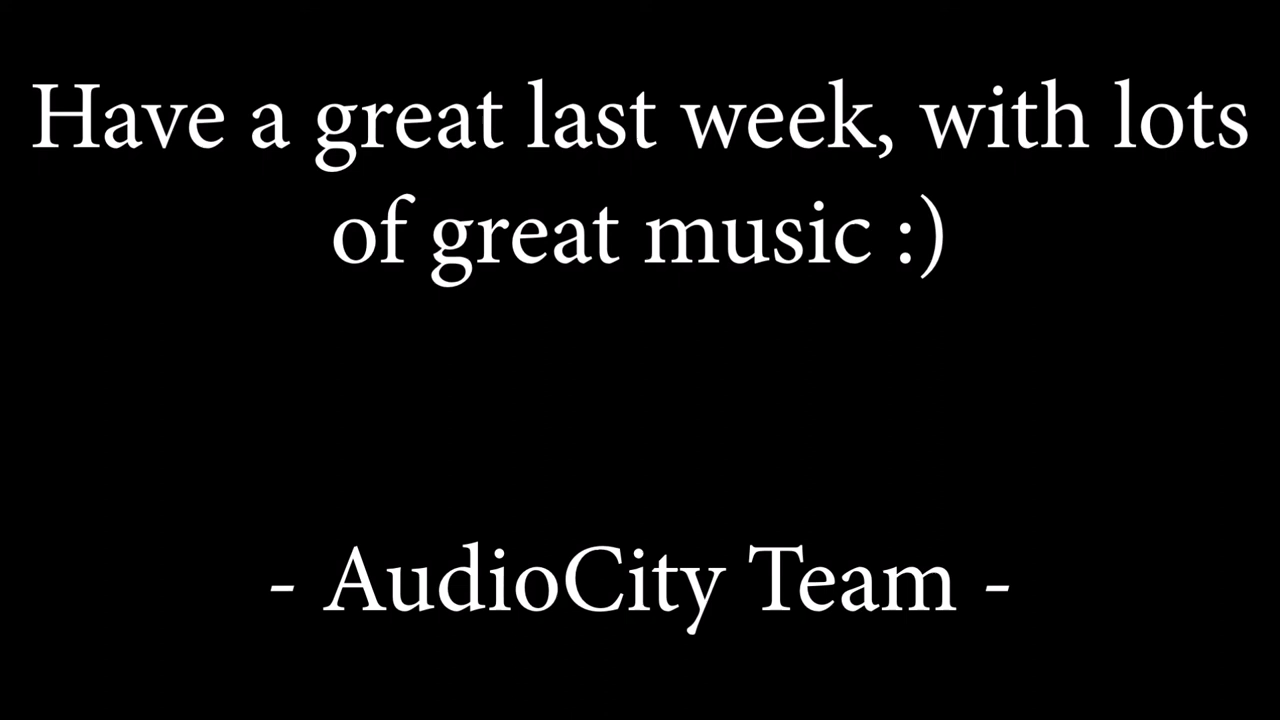 Have a great last week, with lots
of great music :)
- AudioCity Team -